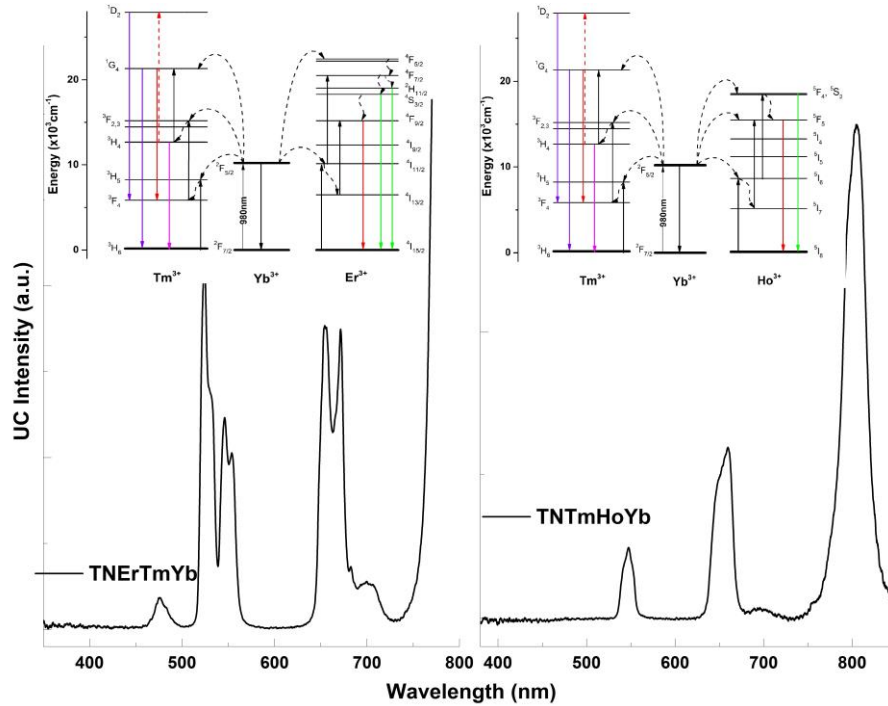 Energy (x10³cm⁻¹)
20
10
0
¹D₂
¹G₄
³F₂,₃
³H₄
³H₅
³F₄
³H₆
Tm³⁺
²F₅/₂
980nm
²F₇/₂
Yb³⁺
⁴F₅/₂
⁴F₇/₂
²H₁₁/₂
⁴S₃/₂
⁴F₉/₂
⁴I₉/₂
⁴I₁₁/₂
⁴I₁₃/₂
⁴I₁₅/₂
Er³⁺
Energy (x10³cm⁻¹)
20
10
0
¹D₂
¹G₄
³F₂,₃
³H₄
³H₅
³F₄
³H₆
Tm³⁺
980nm
²F₇/₂
Yb³⁺
⁵F₄, ⁵S₂
⁵F₅
⁵I₄
⁵I₅
⁵I₆
⁵I₇
⁵I₈
Ho³⁺
UC Intensity (a.u.)
TNErTmYb
TNTmHoYb
400 500 600 700 800
400 500 600 700 800
Wavelength (nm)